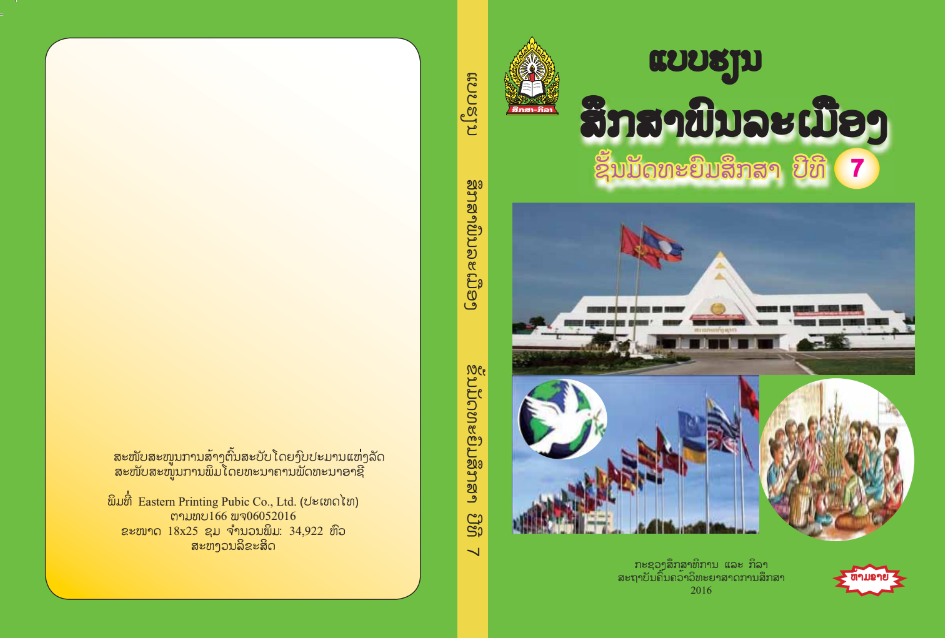 ສະໜັບສະໜູນການສ້າງຕົ້ນສະບັບໂດຍງົບປະມານແຫ່ງລັດ
ສະໜັບສະໜູນການພິມໂດຍທະນາຄານພັດທະນາອາຊີ
ພິມທີ່ Eastern Printing Pubic Co., Ltd. (ປະເທດໄທ)
ຕາມທບ166 ພຈ06052016
ຂະໜາດ 18x25 ຊມ ຈຳນວນພິມ: 34,922 ຫົວ
ສະຫງວນລິຂະສິດ
ແບບຮຽນ ສຶກສາພົນລະເມືອງ ຊັ້ນມັດທະຍົມສຶກສາ ປີທີ 7
ສຶກສາ-ກິລາ
ແບບຮຽນ
ສຶກສາພົນລະເມືອງ
ຊັ້ນມັດທະຍົມສຶກສາ ປີທີ 7
ກະຊວງສຶກສາທິການ ແລະ ກິລາ
ສະຖາບັນຄົ້ນຄວ້າວິທະຍາສາດການສຶກສາ
2016
ຫ້າມຂາຍ